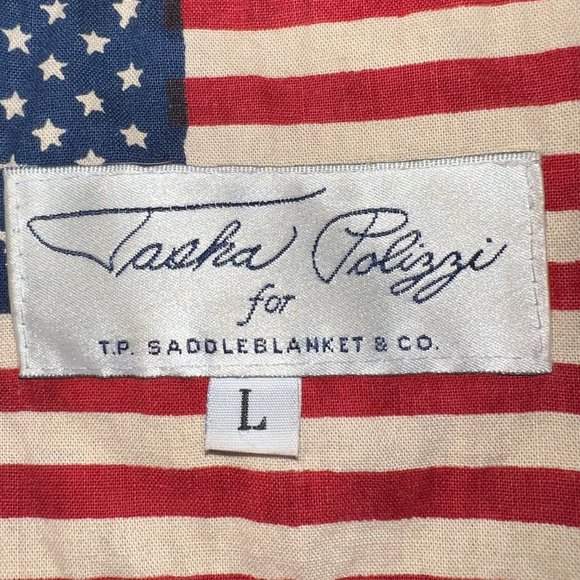 Tasha Polizzi
for
T.P. SADDLEBLANKET & CO.
L